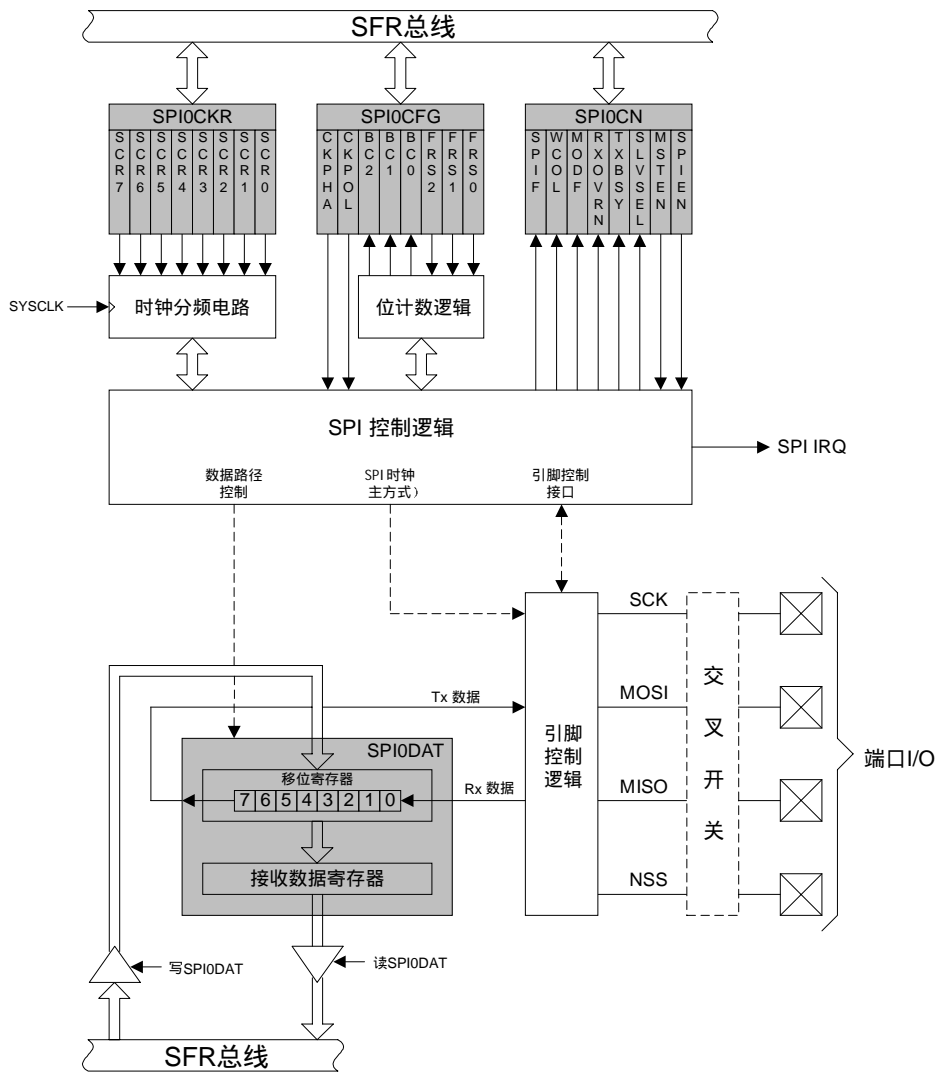 SFR总线
SPI0CKR
SCR7
SCR6
SCR5
SCR4
SCR3
SCR2
SCR1
SCR0
SPI0CFG
CKPHA
CKPOL
BC2
BC1
BC0
FRS2
FRS1
FRS0
SPI0CN
SPIF
WCOL
MODF
RXOVRN
TXBSY
SLVSEL
MSTEN
SPIEN
SYSCLK
时钟分频电路
位计数逻辑
SPI 控制逻辑
SPI IRQ
数据路径
控制
SPI 时钟
主方式）
引脚控制
接口
SCK
MOSI
MISO
NSS
引脚
控制
逻辑
交
叉
开
关
端口I/O
Tx 数据
SPI0DAT
移位寄存器
7 6 5 4 3 2 1 0
Rx 数据
接收数据寄存器
写SPI0DAT
读SPI0DAT
SFR总线